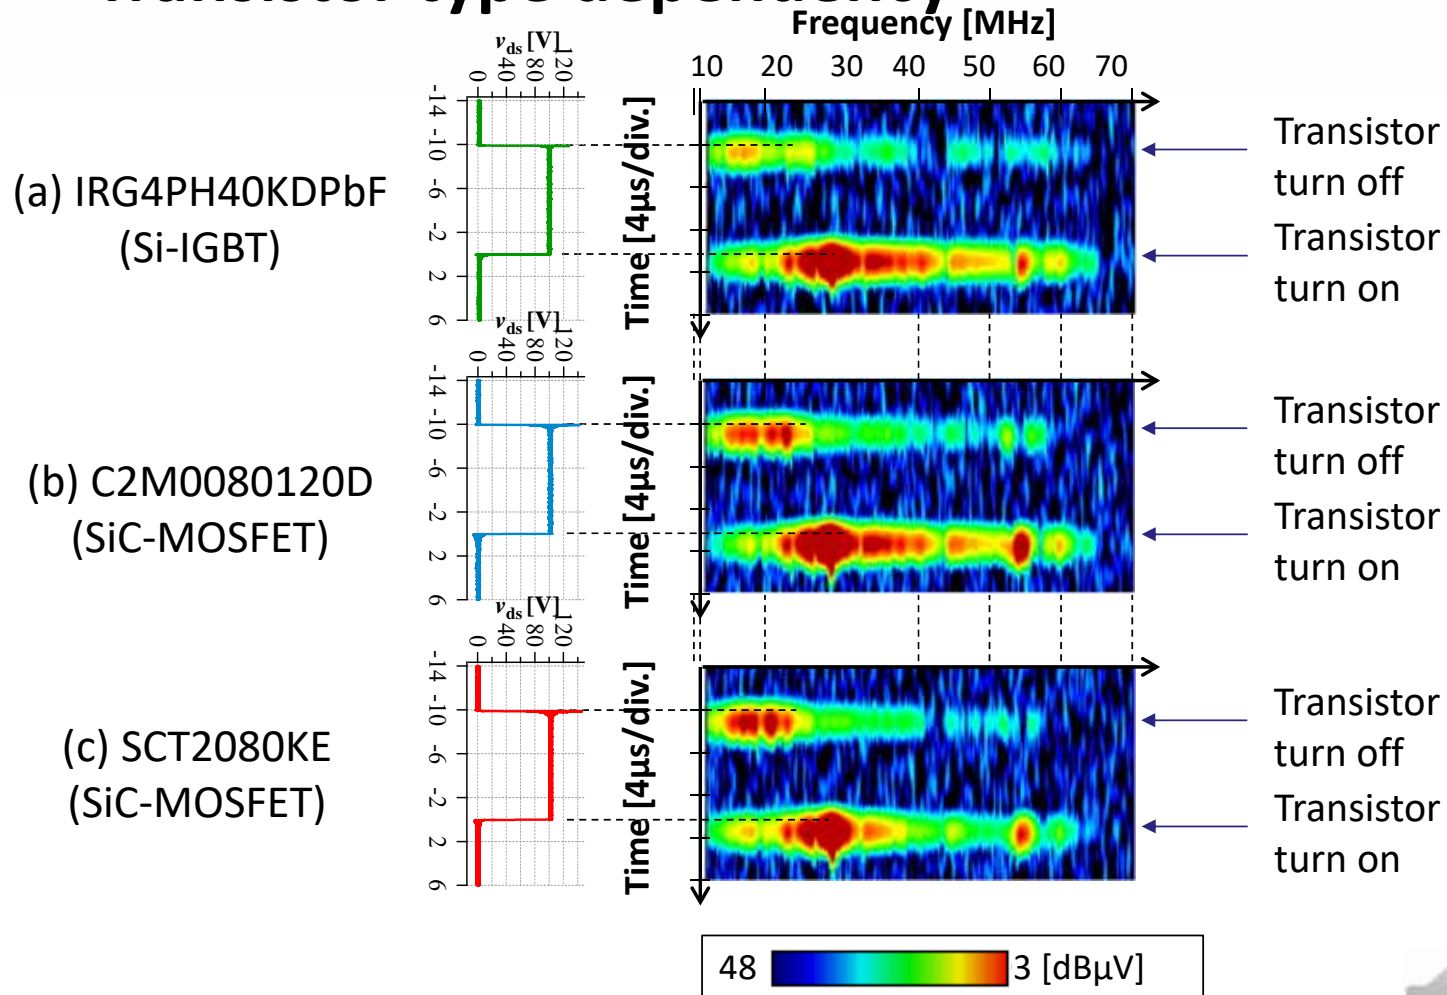 Transistor type dependency
Frequency [MHz]
10 20 30 40 50 60 70
vds [V]
0 40 80 120
-14 -10 -6 -2 2 6
Time [4µs/div.]
(a) IRG4PH40KDPbF
(Si-IGBT)
Transistor
turn off
Transistor
turn on
vds [V]
0 40 80 120
-14 -10 -6 -2 2 6
Time [4µs/div.]
(b) C2M0080120D
(SiC-MOSFET)
Transistor
turn off
Transistor
turn on
vds [V]
0 40 80 120
-14 -10 -6 -2 2 6
Time [4µs/div.]
(c) SCT2080KE
(SiC-MOSFET)
Transistor
turn off
Transistor
turn on
48 3 [dBµV]